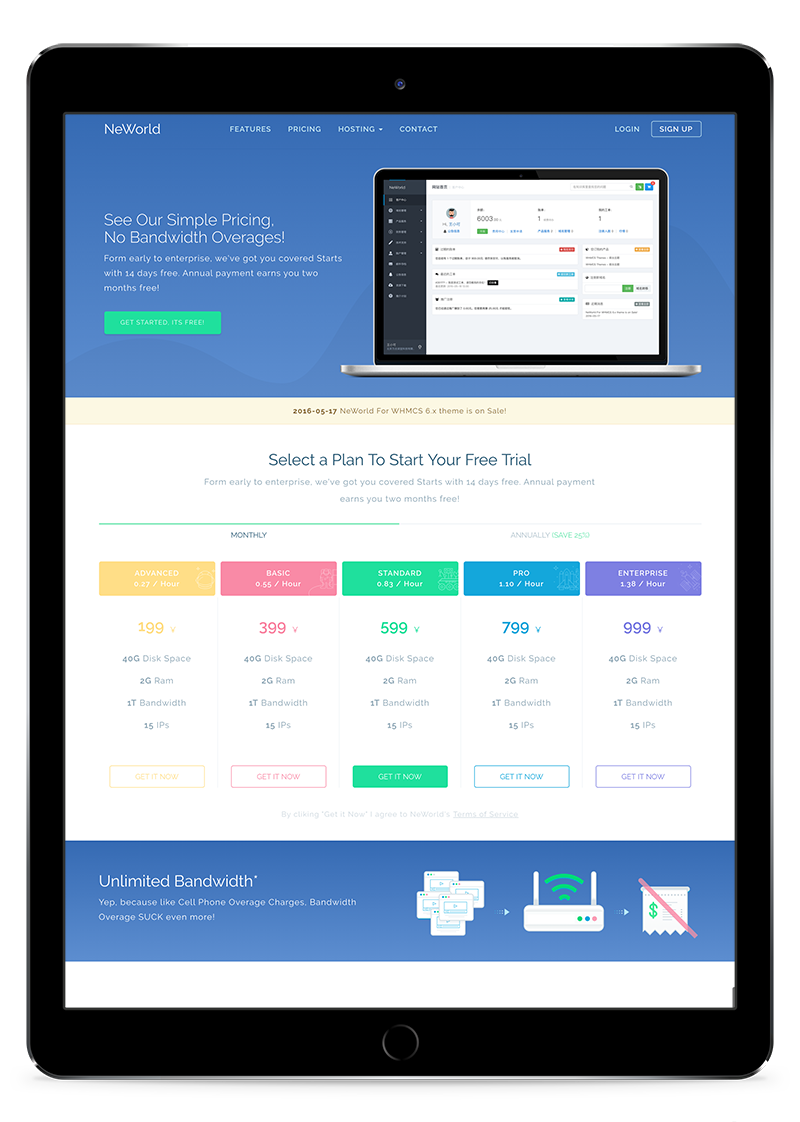 NeWorld
FEATURES
PRICING
HOSTING
CONTACT
LOGIN
SIGN UP
See Our Simple Pricing,
No Bandwidth Overages!
Form early to enterprise, we've got you covered Starts
with 14 days free. Annual payment earns you two
months free!
GET STARTED, ITS FREE!
NeWorld
网站首页
6003
1
1
2016-05-17 NeWorld For WHMCS 6.x theme is on Sale!
Select a Plan To Start Your Free Trial
Form early to enterprise, we've got you covered Starts with 14 days free. Annual payment
earns you two months free!
MONTHLY
ANNUALLY (SAVE 25%)
ADVANCED
0.27 / Hour
199 ¥
40G Disk Space
2G Ram
1T Bandwidth
15 IPs
GET IT NOW
BASIC
0.55 / Hour
399 ¥
40G Disk Space
2G Ram
1T Bandwidth
15 IPs
GET IT NOW
STANDARD
0.83 / Hour
599 ¥
40G Disk Space
2G Ram
1T Bandwidth
15 IPs
GET IT NOW
PRO
1.10 / Hour
799 ¥
40G Disk Space
2G Ram
1T Bandwidth
15 IPs
GET IT NOW
ENTERPRISE
1.38 / Hour
999 ¥
40G Disk Space
2G Ram
1T Bandwidth
15 IPs
GET IT NOW
By cliking "Get It Now" I agree to NeWorld's Terms of Service
Unlimited Bandwidth*
Yep, because like Cell Phone Overage Charges, Bandwidth
Overage SUCK even more!
$